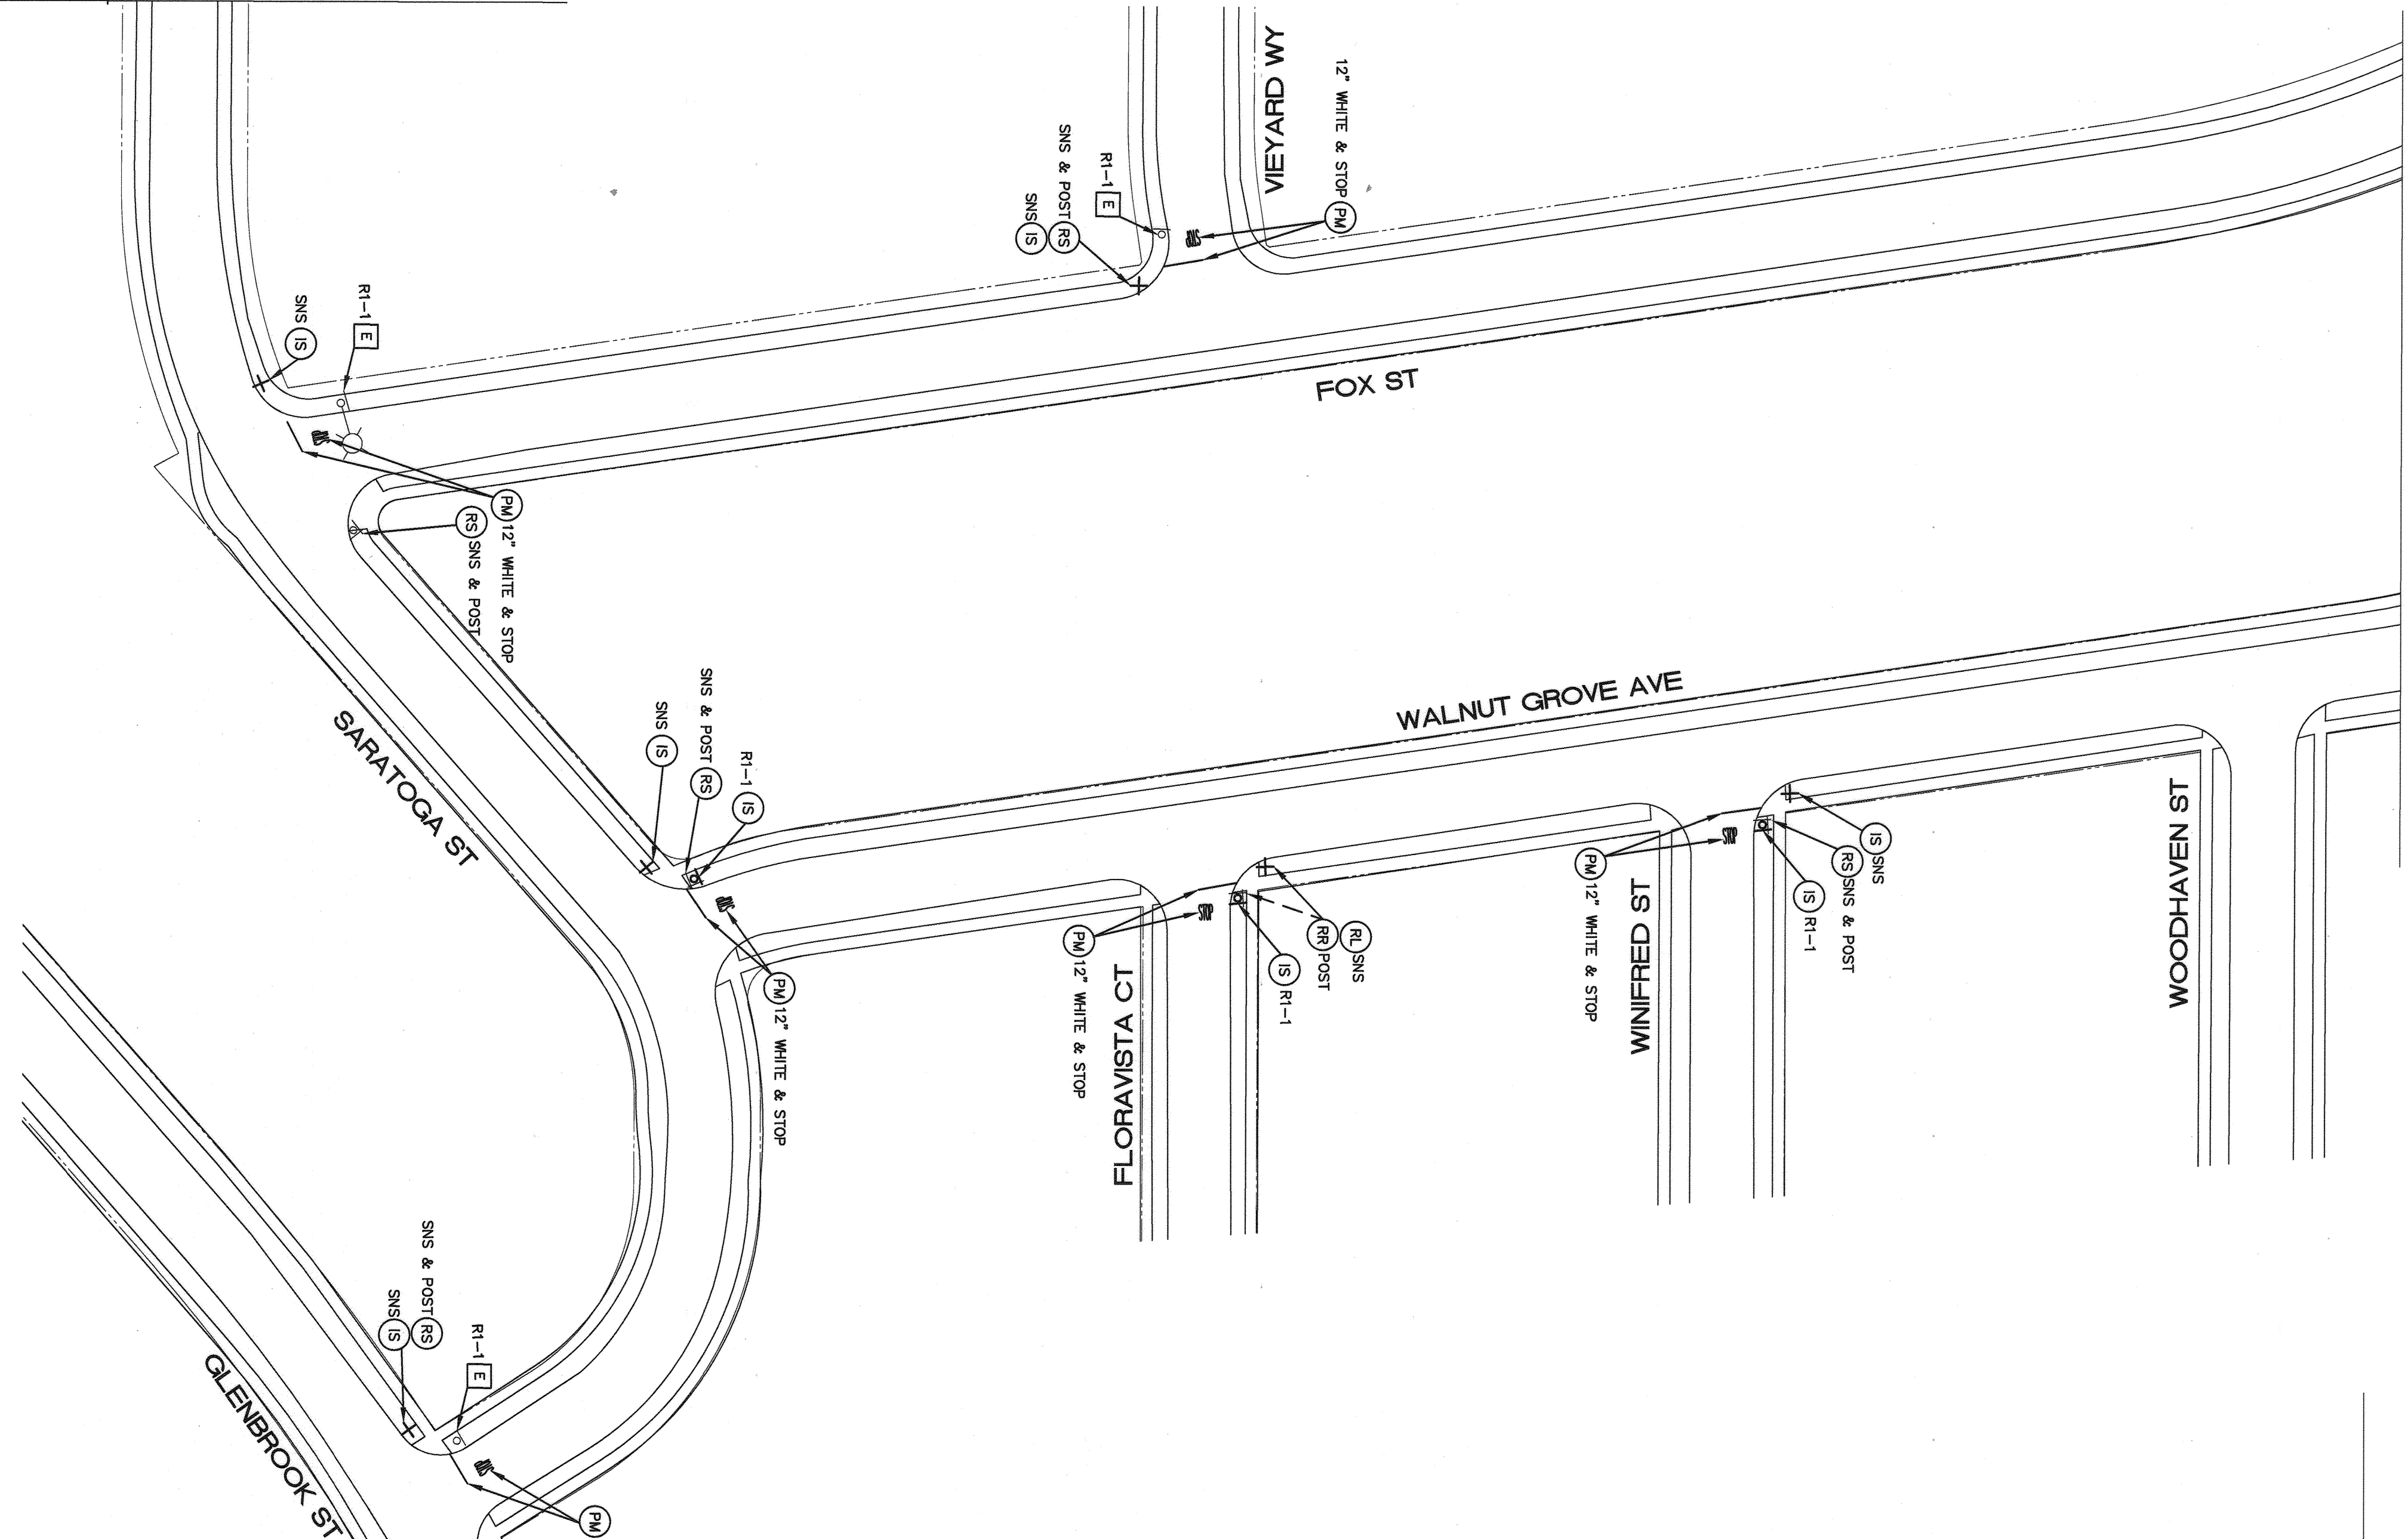 VIEYARD WY
12" WHITE & STOP PM
STOP
SNS & POST RS
SNS IS
R1-1 E
FOX ST
SNS IS
R1-1 E
STOP
PM 12" WHITE & STOP
RS SNS & POST
SARATOGA ST
SNS IS
SNS & POST RS
R1-1 IS
STOP
PM 12" WHITE & STOP
WALNUT GROVE AVE
FLORAVISTA CT
PM 12" WHITE & STOP
STOP
RL SNS
RR POST
IS R1-1
WINIFRED ST
PM 12" WHITE & STOP
STOP
IS SNS
RS SNS & POST
IS R1-1
WOODHAVEN ST
SNS & POST RS
SNS IS
R1-1 E
STOP
PM
GLENBROOK ST